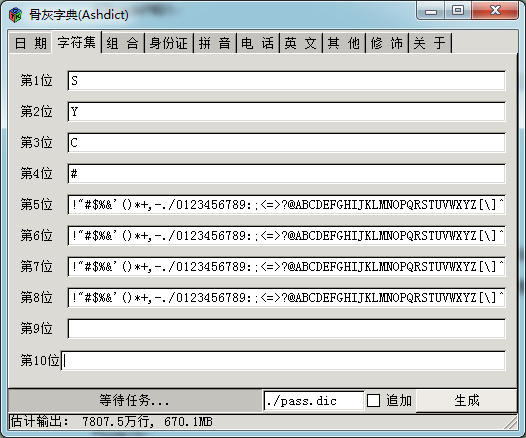 骨灰字典(Ashdict)
日 期 字符集 组 合 身份证 拼 音 电 话 英 文 其 他 修 饰 关 于
第1位 S
第2位 Y
第3位 C
第4位 #
第5位 !"#$%&'()*+,-./0123456789:;<=>?@ABCDEFGHIJKLMNOPQRSTUVWXYZ[\]^
第6位 !"#$%&'()*+,-./0123456789:;<=>?@ABCDEFGHIJKLMNOPQRSTUVWXYZ[\]^
第7位 !"#$%&'()*+,-./0123456789:;<=>?@ABCDEFGHIJKLMNOPQRSTUVWXYZ[\]^
第8位 !"#$%&'()*+,-./0123456789:;<=>?@ABCDEFGHIJKLMNOPQRSTUVWXYZ[\]^
第9位
第10位
等待任务... ./pass.dic 追加 生成
估计输出: 7807.5万行, 670.1MB